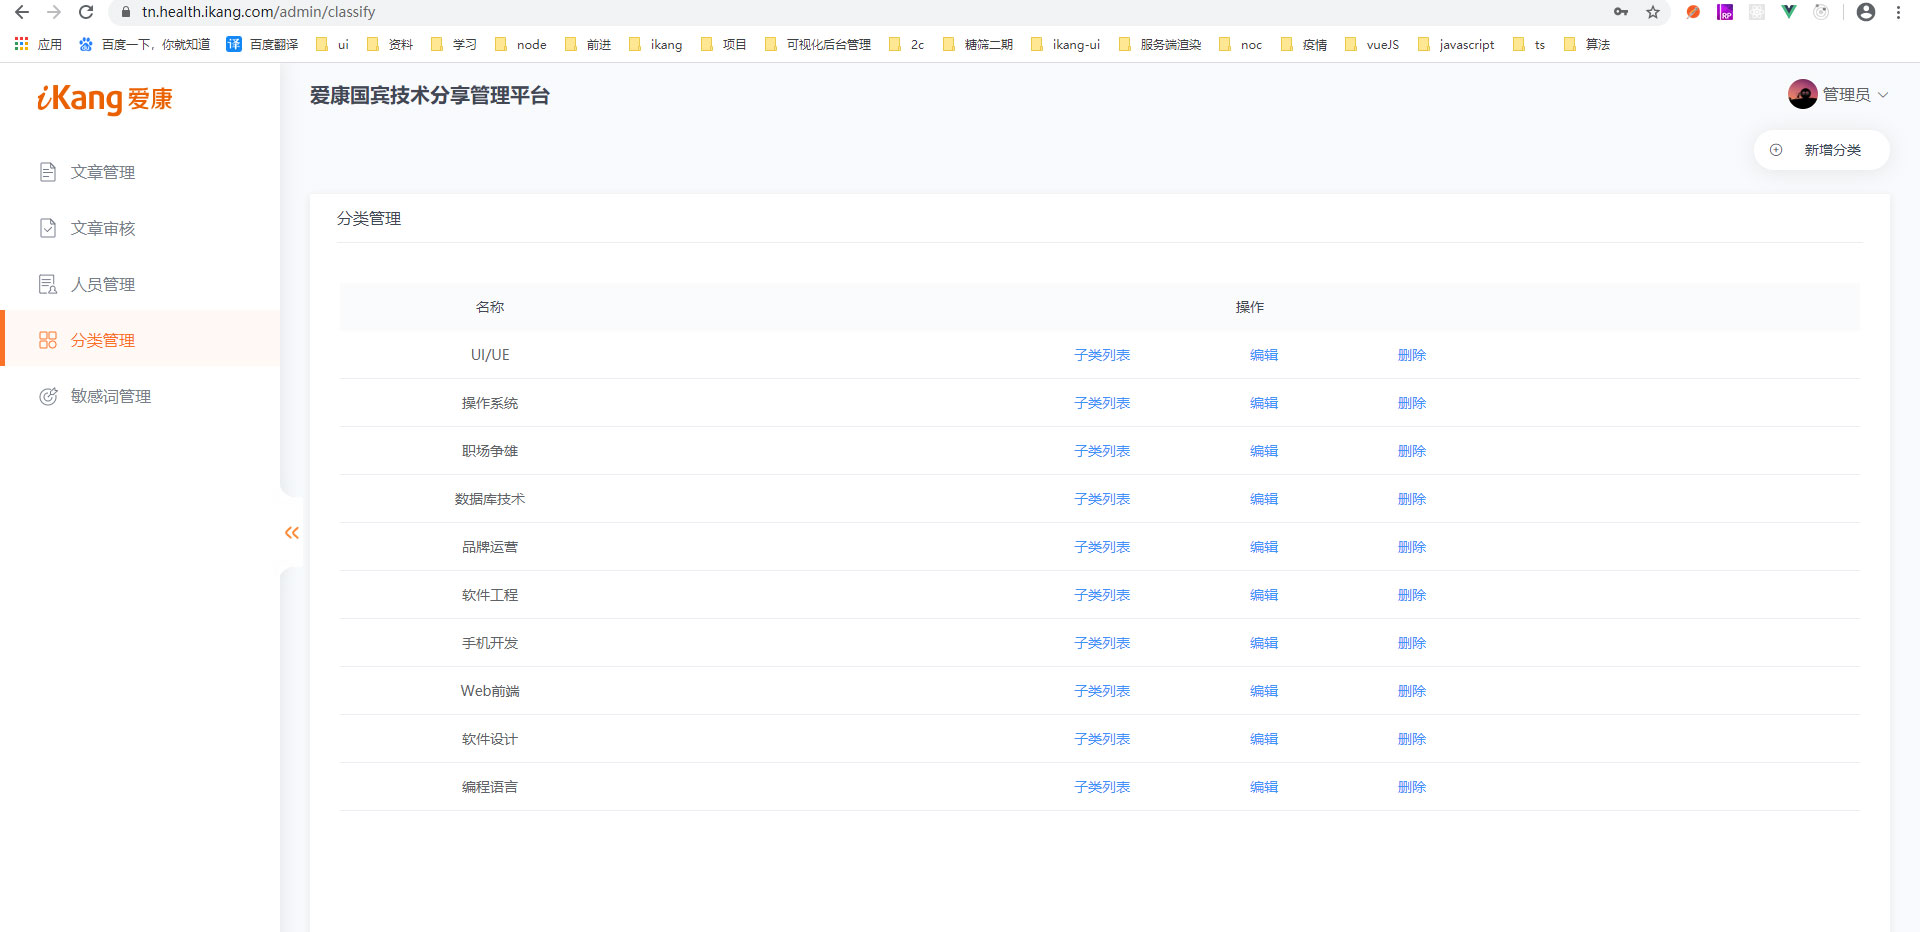 tn.health.ikang.com/admin/classify
应用 百度一下，你就知道 译 百度翻译 ui 资料 学习 node 前进 ikang 项目 可视化后台管理 2c 糖筛二期 ikang-ui 服务端渲染 noc 疫情 vueJS javascript ts 算法
iKang 爱康
爱康国宾技术分享管理平台
管理员
新增分类
文章管理
文章审核
人员管理
分类管理
敏感词管理
分类管理
名称 操作
UI/UE 子类列表 编辑 删除
操作系统 子类列表 编辑 删除
职场争雄 子类列表 编辑 删除
数据库技术 子类列表 编辑 删除
品牌运营 子类列表 编辑 删除
软件工程 子类列表 编辑 删除
手机开发 子类列表 编辑 删除
Web前端 子类列表 编辑 删除
软件设计 子类列表 编辑 删除
编程语言 子类列表 编辑 删除